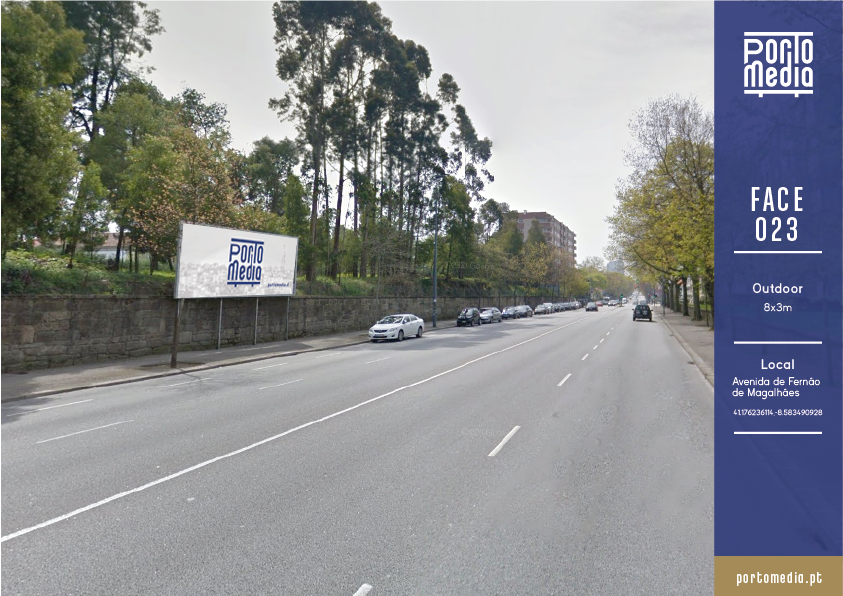 PORTO
Media
portomedia.pt
PORTO
Media
FACE
023
Outdoor
8x3m
Local
Avenida de Fernão
de Magalhães
41.176236114,-8.583490928
portomedia.pt